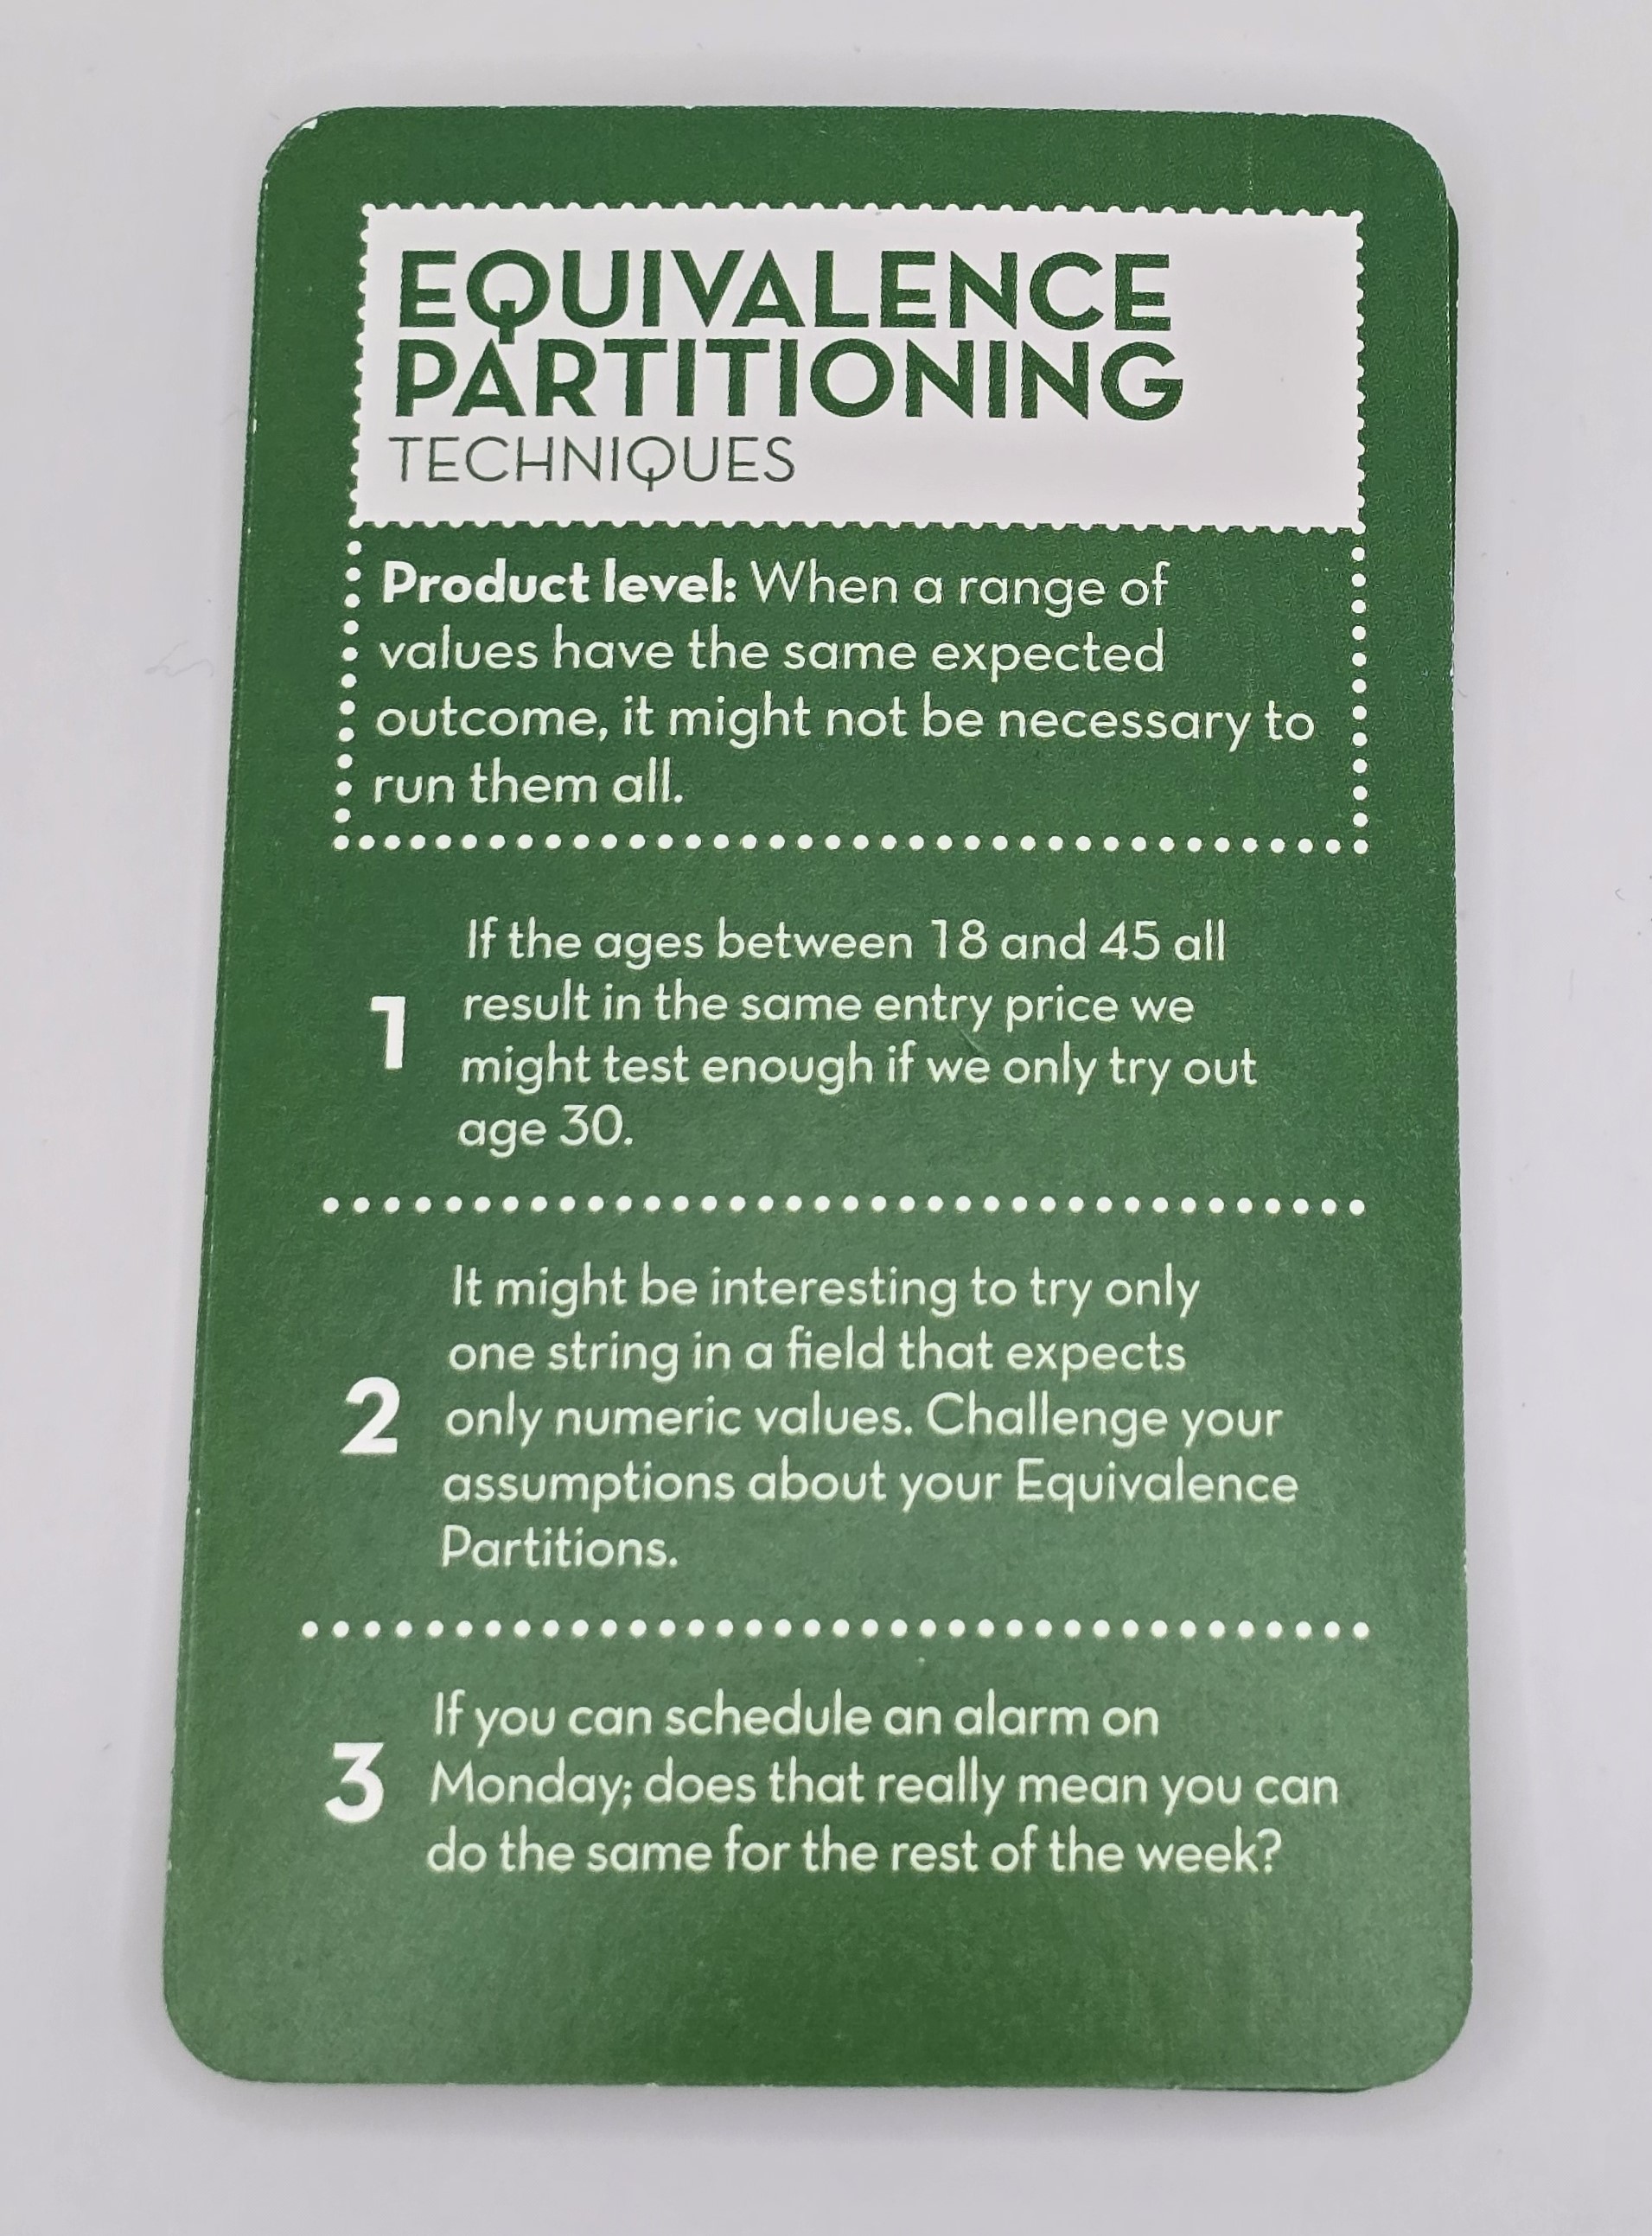 EQUIVALENCE
PARTITIONING
TECHNIQUES
Product level: When a range of
values have the same expected
outcome, it might not be necessary to
run them all.
1
If the ages between 18 and 45 all
result in the same entry price we
might test enough if we only try out
age 30.
2
It might be interesting to try only
one string in a field that expects
only numeric values. Challenge your
assumptions about your Equivalence
Partitions.
3
If you can schedule an alarm on
Monday; does that really mean you can
do the same for the rest of the week?